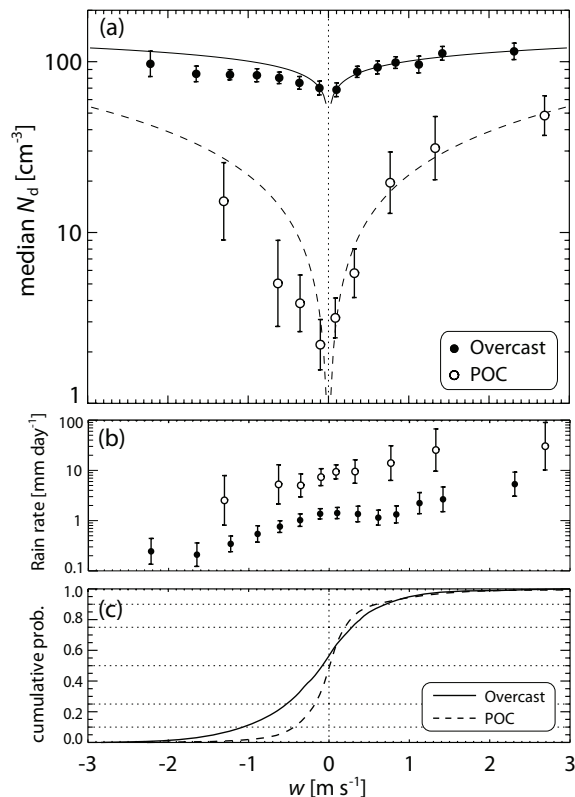 (a)
100
10
1
median Nd [cm-3]
Overcast
POC
(b)
100
10
1
0.1
Rain rate [mm day-1]
(c)
1.0
0.8
0.6
0.4
0.2
0.0
cumulative prob.
Overcast
POC
-3 -2 -1 0 1 2 3
w [m s-1]